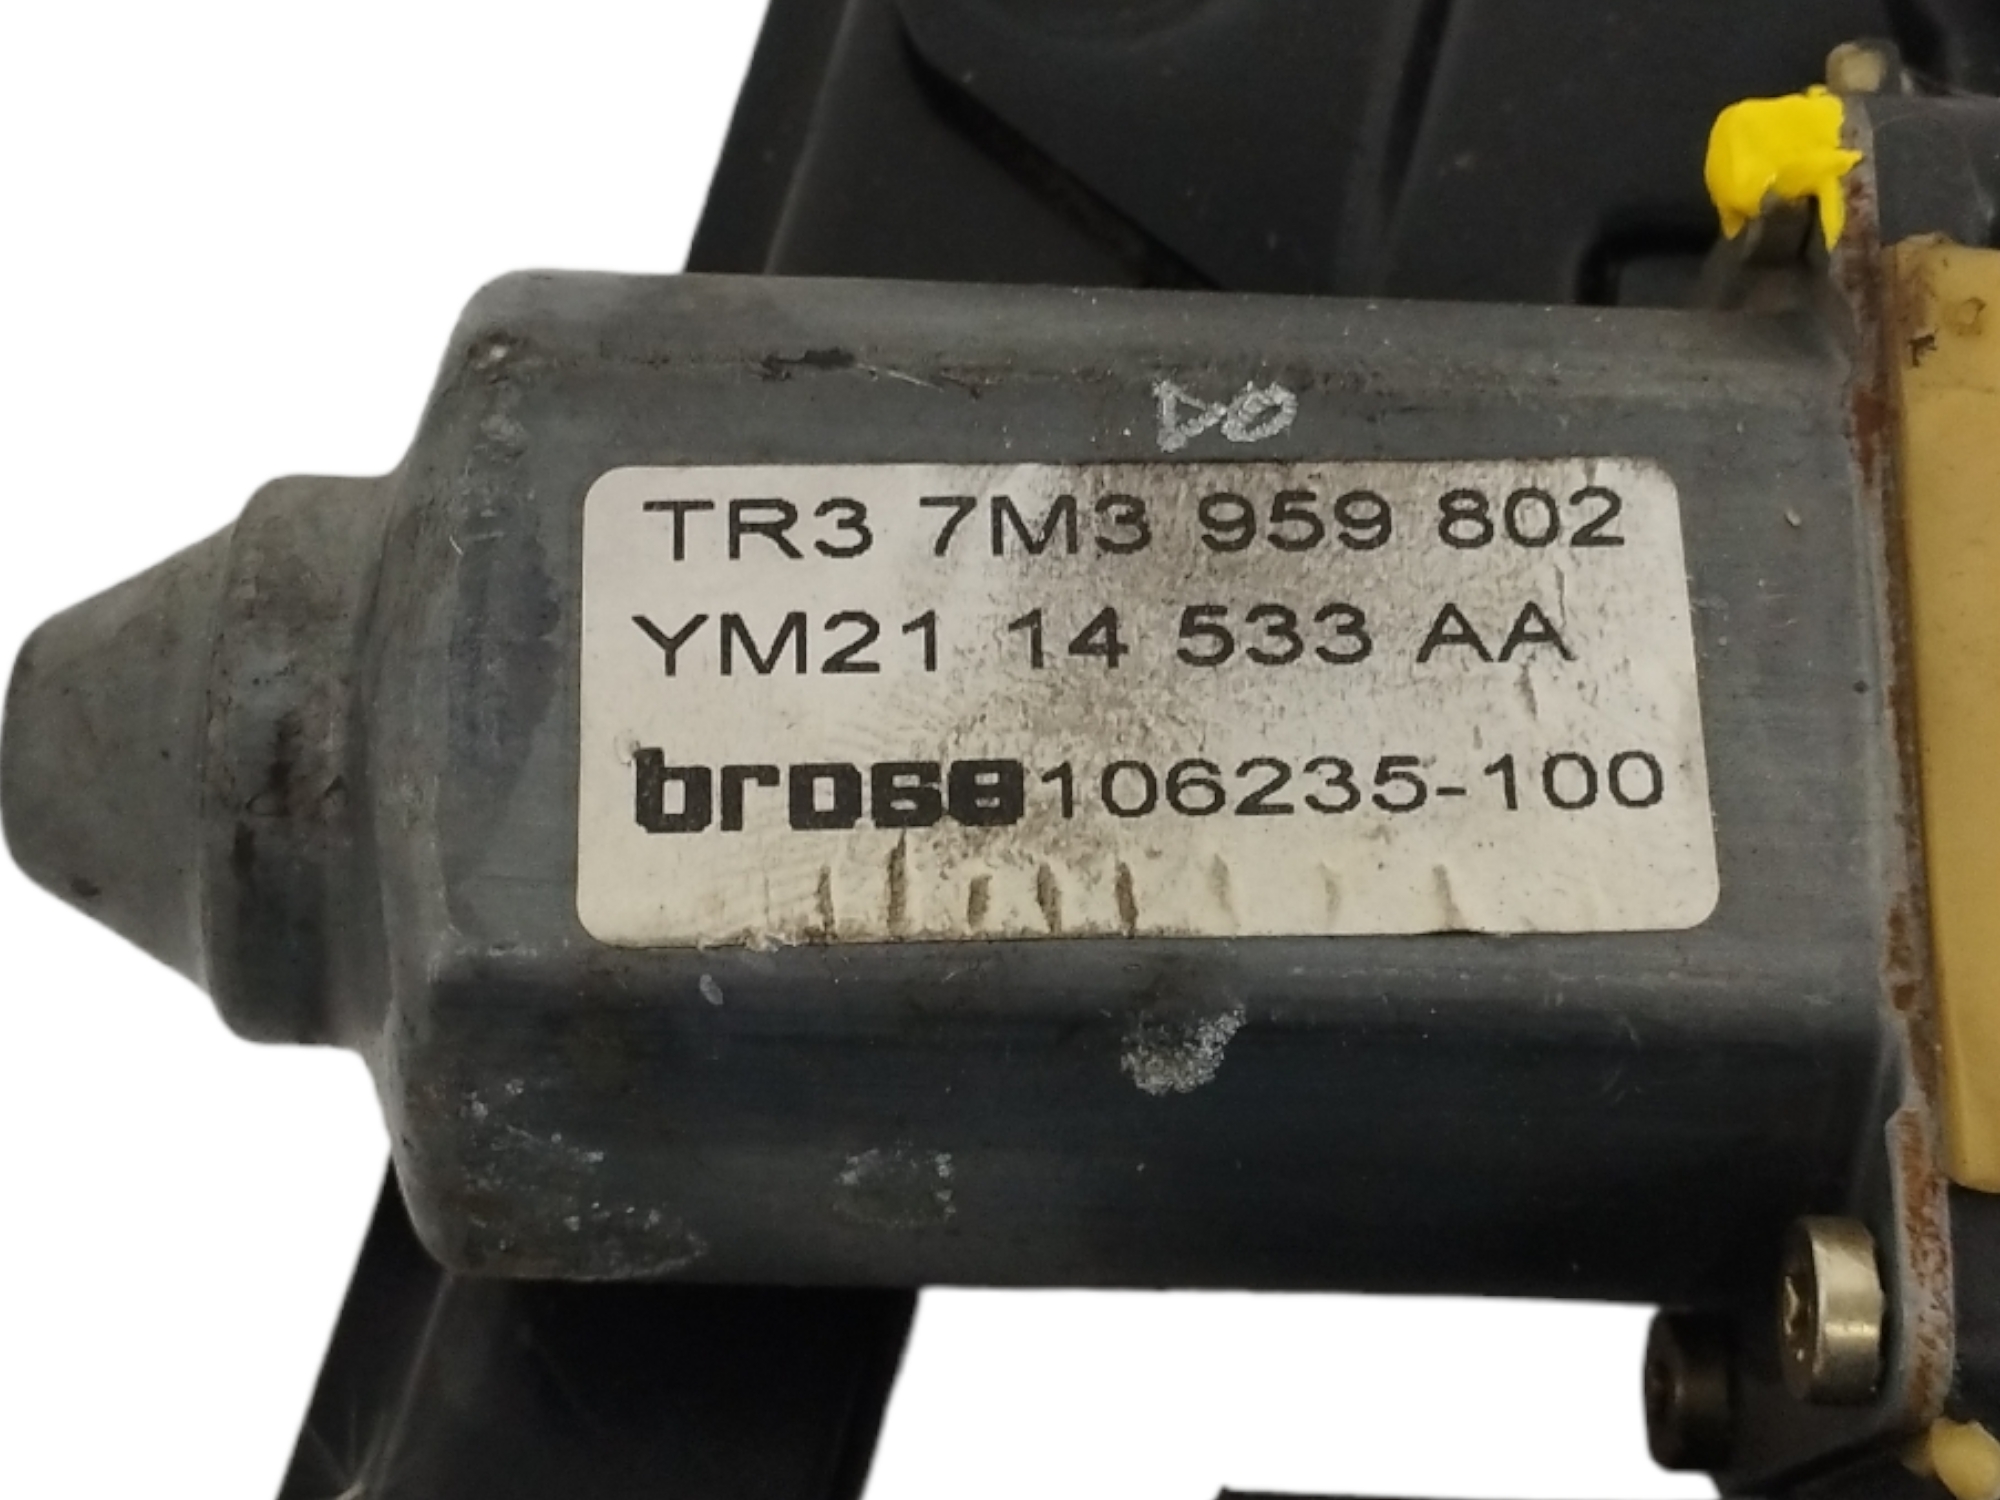 TR3 7M3 959 802
YM21 14 533 AA
brose 106235-100